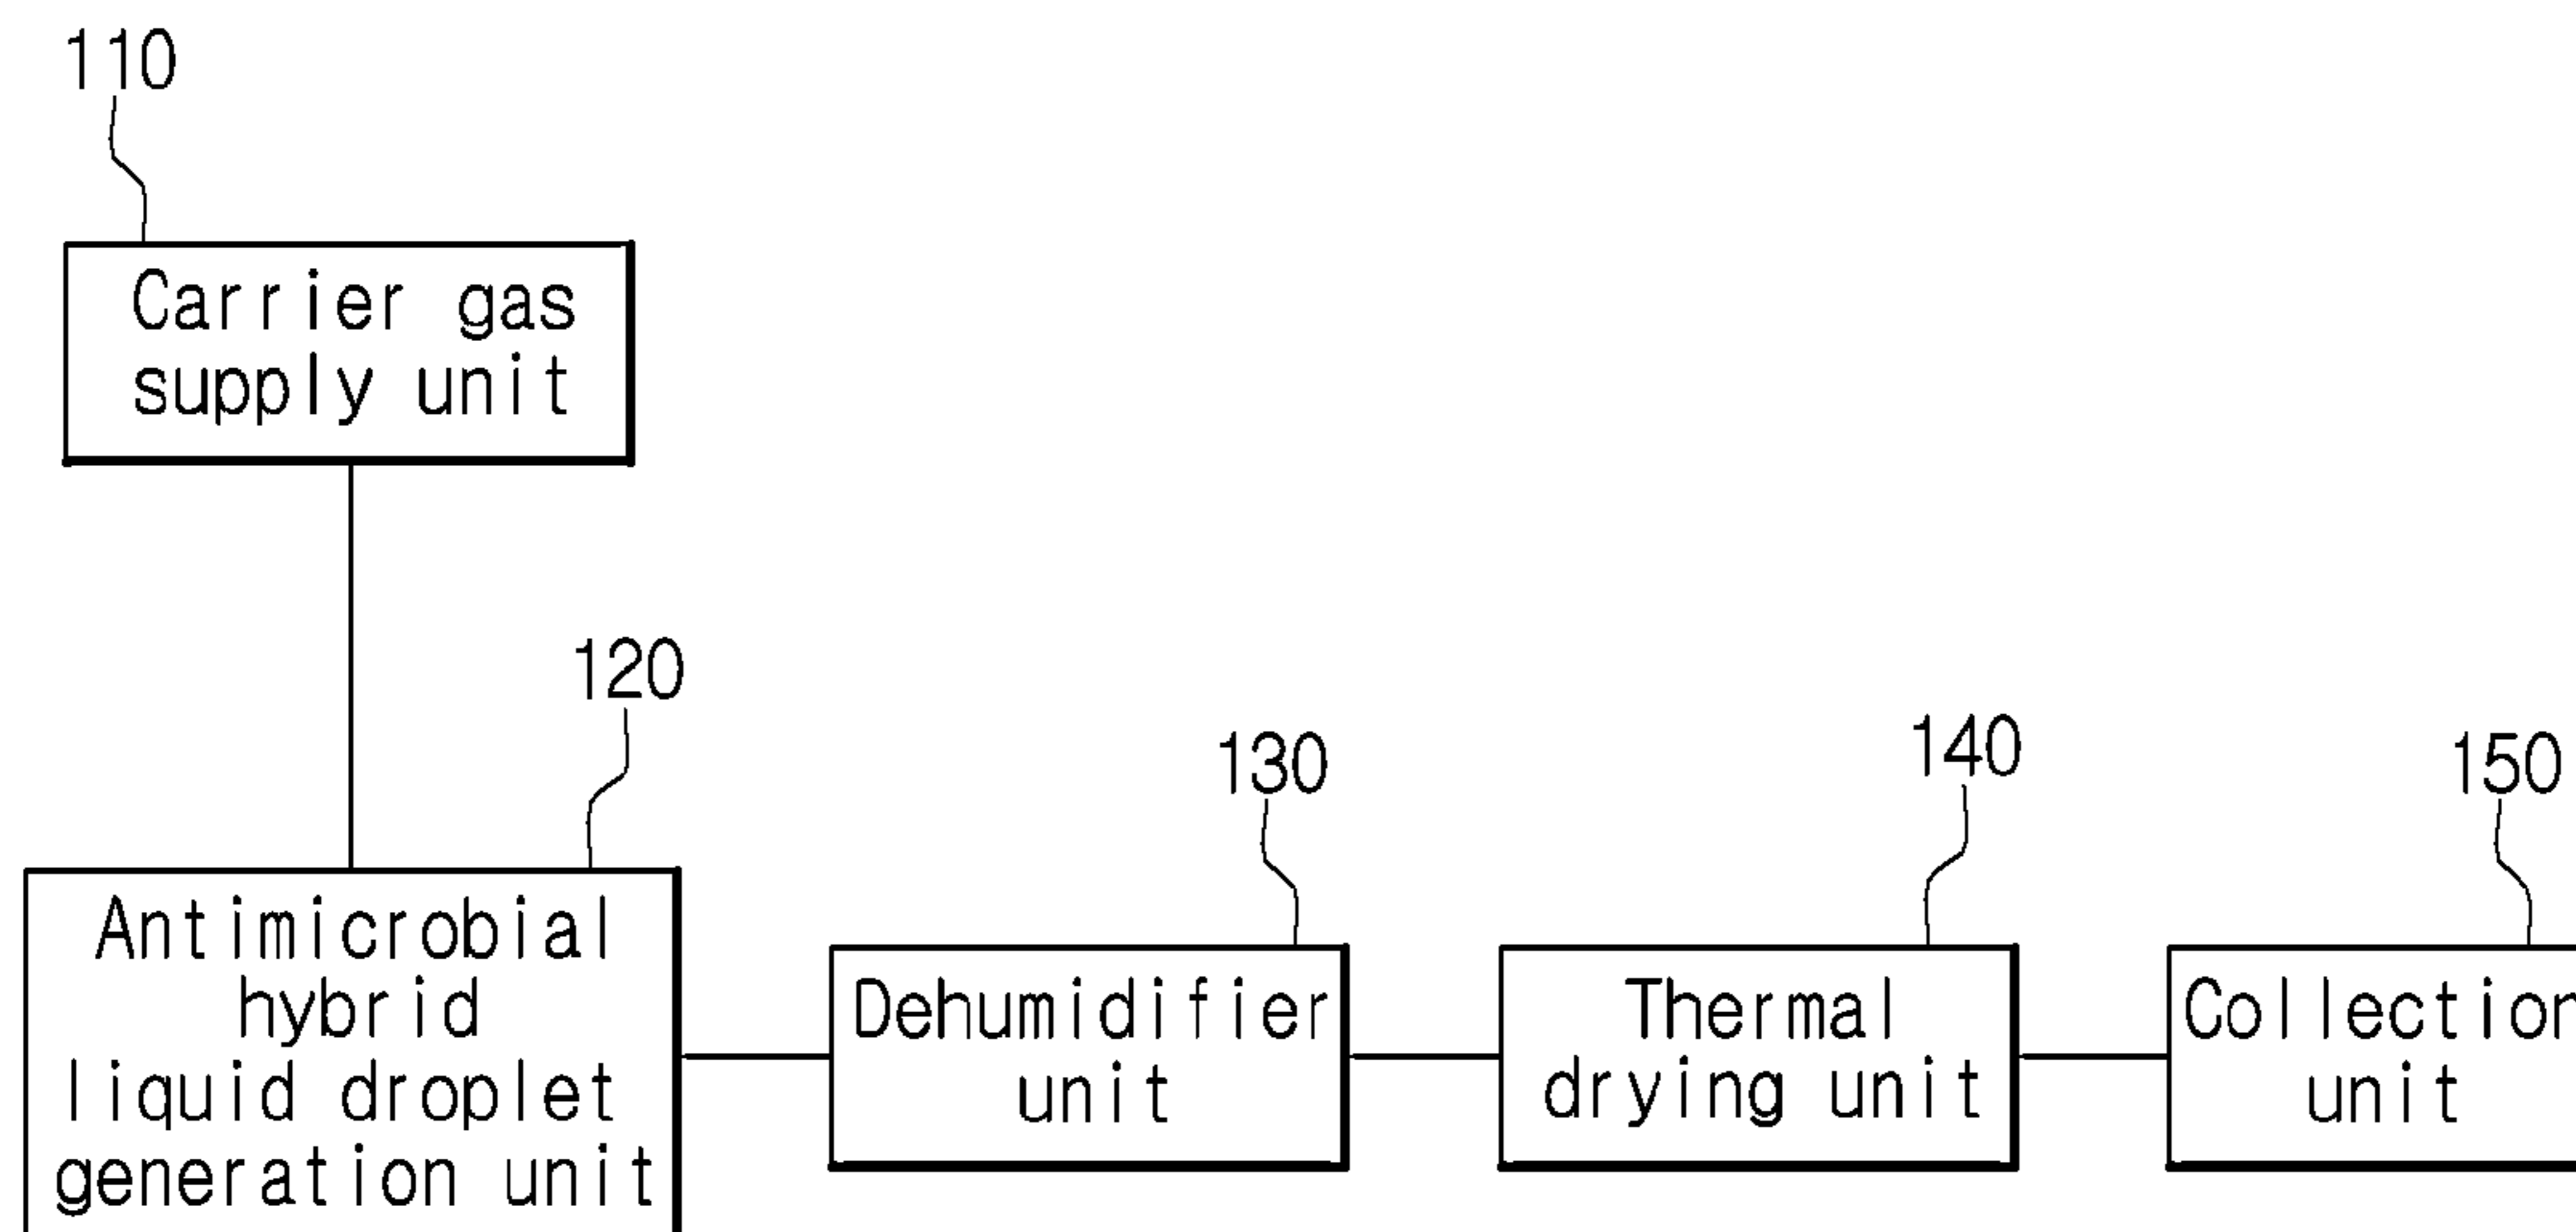 110
Carrier gas
supply unit
120
Antimicrobial
hybrid
liquid droplet
generation unit
130
Dehumidifier
unit
140
Thermal
drying unit
150
Collection
unit